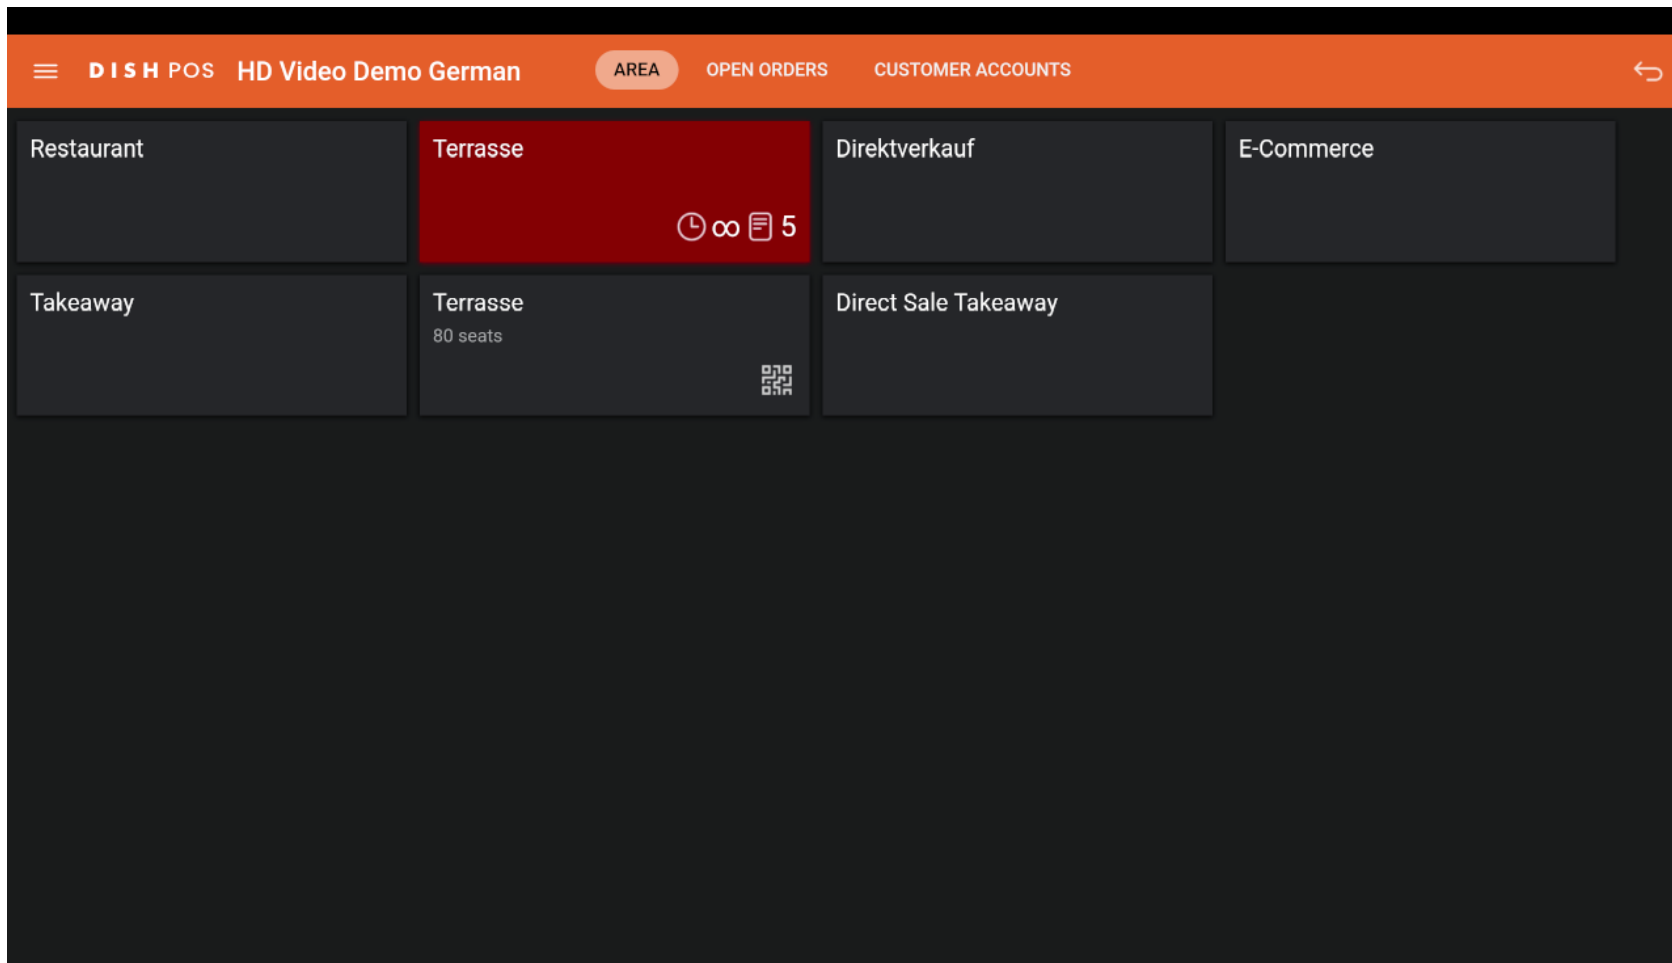 DISH POS HD Video Demo German AREA OPEN ORDERS CUSTOMER ACCOUNTS
Restaurant
Terrasse
∞ 5
Direktverkauf
E-Commerce
Takeaway
Terrasse
80 seats
Direct Sale Takeaway